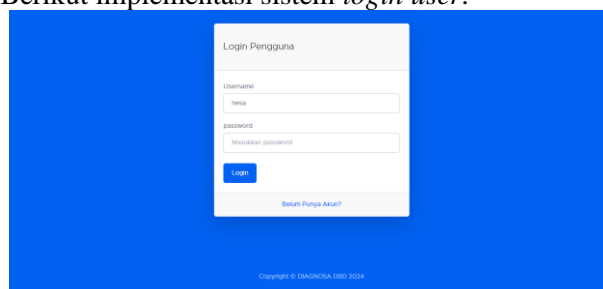 Berikut implementasi sistem login user.
Login Pengguna
Username
nesa
password
Masukkan password
Login
Belum Punya Akun?
Copyright © DIAGNOSA DBD 2024